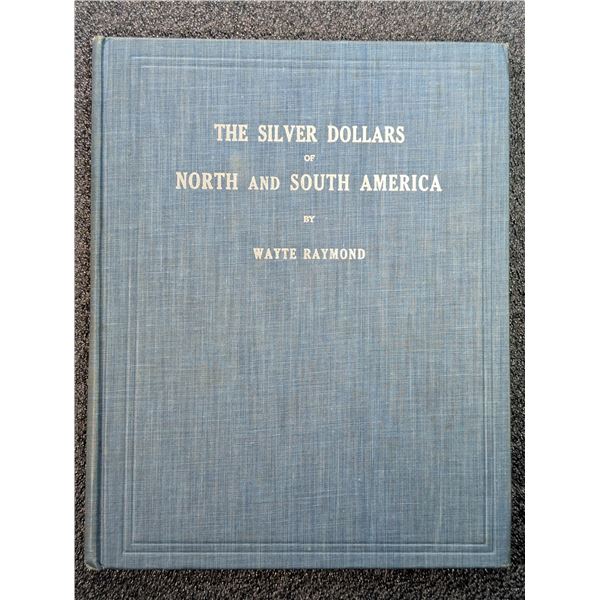 THE SILVER DOLLARS
OF
NORTH AND SOUTH AMERICA
BY
WAYTE RAYMOND